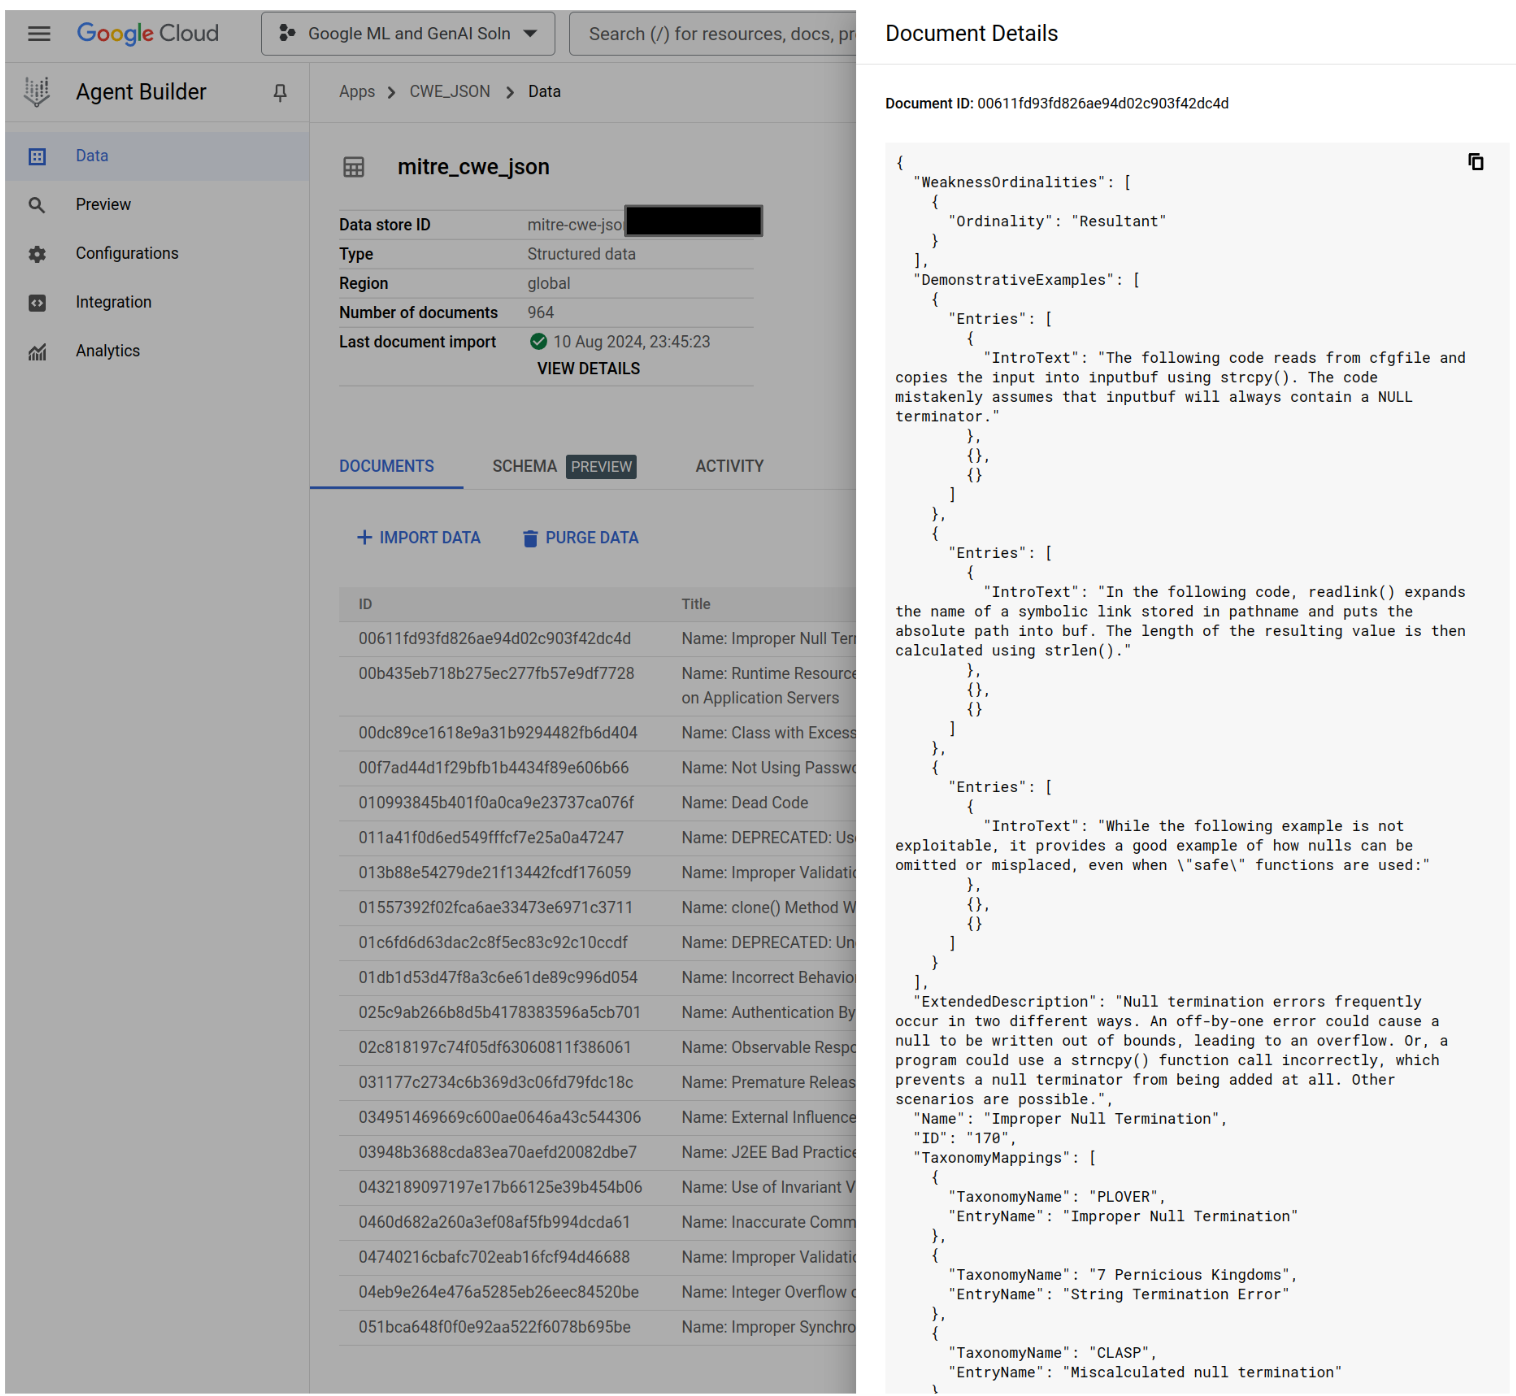 Google Cloud
Google ML and GenAI Soln
Search (/) for resources, docs, pr
Agent Builder
Apps > CWE_JSON > Data
Data
Preview
Configurations
Integration
Analytics
mitre_cwe_json
Data store ID mitre-cwe-jso
Type Structured data
Region global
Number of documents 964
Last document import 10 Aug 2024, 23:45:23
VIEW DETAILS
DOCUMENTS SCHEMA PREVIEW ACTIVITY
+ IMPORT DATA PURGE DATA
ID Title
00611fd93fd826ae94d02c903f42dc4d Name: Improper Null Ter
00b435eb718b275ec277fb57e9df7728 Name: Runtime Resource
on Application Servers
00dc89ce1618e9a31b9294482fb6d404 Name: Class with Excess
00f7ad44d1f29bfb1b4434f89e606b66 Name: Not Using Passwo
010993845b401f0a0ca9e23737ca076f Name: Dead Code
011a41f0d6ed549fffcf7e25a0a47247 Name: DEPRECATED: Us
013b88e54279de21f13442fcdf176059 Name: Improper Validatio
01557392f02fca6ae33473e6971c3711 Name: clone() Method W
01c6fd6d63dac2c8f5ec83c92c10ccdf Name: DEPRECATED: Un
01db1d53d47f8a3c6e61de89c996d054 Name: Incorrect Behavio
025c9ab266b8d5b4178383596a5cb701 Name: Authentication By
02c818197c74f05df63060811f386061 Name: Observable Respo
031177c2734c6b369d3c06fd79fdc18c Name: Premature Releas
034951469669c600ae0646a43c544306 Name: External Influence
03948b3688cda83ea70aefd20082dbe7 Name: J2EE Bad Practice
0432189097197e17b66125e39b454b06 Name: Use of Invariant V
0460d682a260a3ef08af5fb994dcda61 Name: Inaccurate Comm
04740216cbafc702eab16fcf94d46688 Name: Improper Validatio
04eb9e264e476a5285eb26eec84520be Name: Integer Overflow o
051bca648f0f0e92aa522f6078b695be Name: Improper Synchro
Document Details
Document ID: 00611fd93fd826ae94d02c903f42dc4d
{
"WeaknessOrdinalities": [
{
"Ordinality": "Resultant"
}
],
"DemonstrativeExamples": [
{
"Entries": [
{
"IntroText": "The following code reads from cfgfile and
copies the input into inputbuf using strcpy(). The code
mistakenly assumes that inputbuf will always contain a NULL
terminator."
},
{},
{}
]
},
{
"Entries": [
{
"IntroText": "In the following code, readlink() expands
the name of a symbolic link stored in pathname and puts the
absolute path into buf. The length of the resulting value is then
calculated using strlen()."
},
{},
{}
]
},
{
"Entries": [
{
"IntroText": "While the following example is not
exploitable, it provides a good example of how nulls can be
omitted or misplaced, even when \"safe\" functions are used:"
},
{},
{}
]
}
],
"ExtendedDescription": "Null termination errors frequently
occur in two different ways. An off-by-one error could cause a
null to be written out of bounds, leading to an overflow. Or, a
program could use a strncpy() function call incorrectly, which
prevents a null terminator from being added at all. Other
scenarios are possible.",
"Name": "Improper Null Termination",
"ID": "170",
"TaxonomyMappings": [
{
"TaxonomyName": "PLOVER",
"EntryName": "Improper Null Termination"
},
{
"TaxonomyName": "7 Pernicious Kingdoms",
"EntryName": "String Termination Error"
},
{
"TaxonomyName": "CLASP",
"EntryName": "Miscalculated null termination"
}